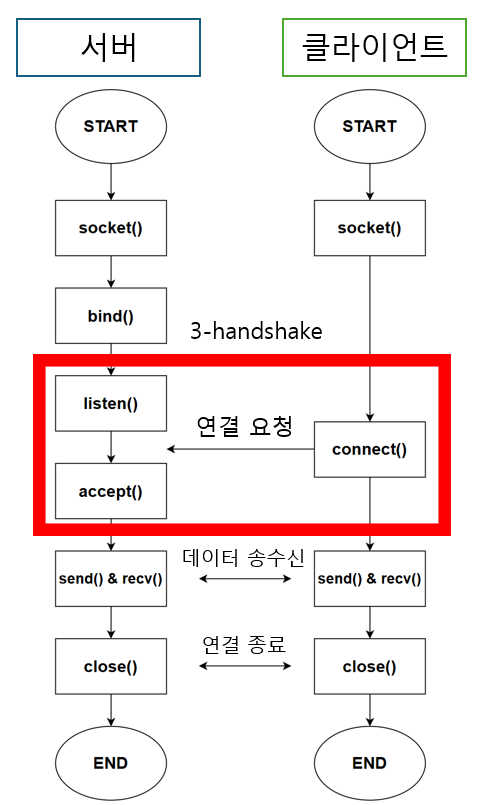 서버
클라이언트
START
START
socket()
socket()
bind()
3-handshake
listen()
연결 요청
connect()
accept()
send() & recv()
데이터 송수신
send() & recv()
close()
연결 종료
close()
END
END